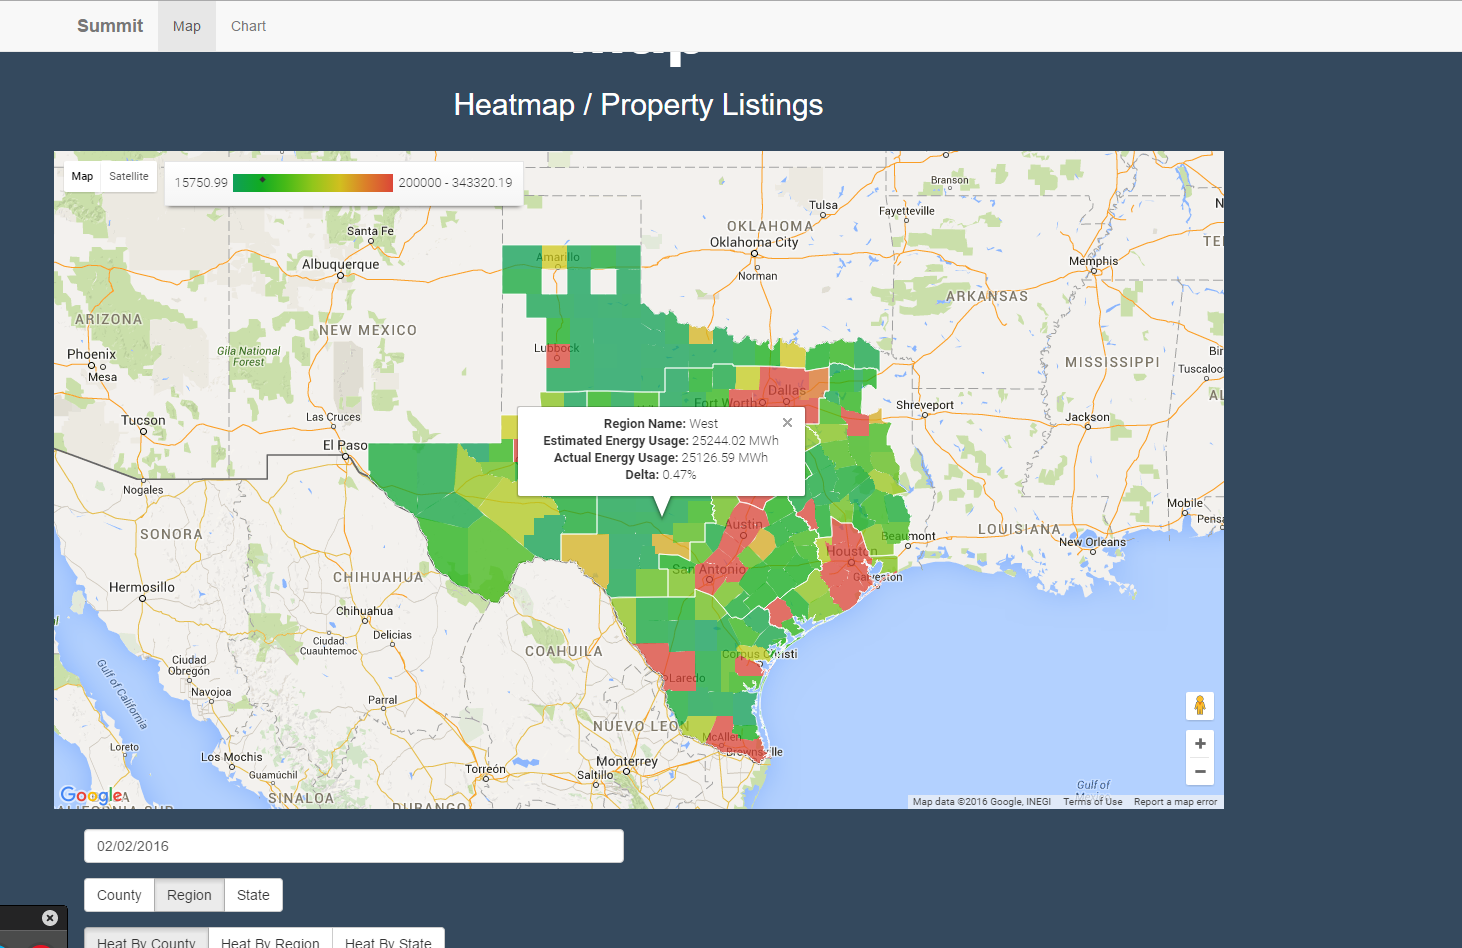 Summit
Map
Chart
Heatmap / Property Listings
Map
Satellite
15750.99
200000 - 343320.19
Branson
Tulsa
Fayetteville
OKLAHOMA
Oklahoma City
Santa Fe
Albuquerque
Amarillo
Norman
Memphis
ARKANSAS
ARIZONA
NEW MEXICO
Gila National
Forest
Lubbock
Phoenix
Mesa
MISSISSIPPI
Dallas
Fort Worth
Shreveport
Jackson
Tucson
Las Cruces
El Paso
Region Name: West
Estimated Energy Usage: 25244.02 MWh
Actual Energy Usage: 25126.59 MWh
Delta: 0.47%
Nogales
SONORA
Austin
LOUISIANA
Mobile
New Orleans
Beaumont
Houston
Galveston
San Antonio
CHIHUAHUA
Hermosillo
Chihuahua
Ciudad
Cuauhtemoc
Delicias
COAHUILA
Corpus Christi
Laredo
Ciudad
Obregón
Navojoa
Gulf of California
Parral
NUEVO LEON
McAllen
Brownsville
Loreto
Los Mochis
Guamúchil
Torreón
Monterrey
Saltillo
SINALOA
DURANGO
Gulf of
Google
Map data ©2016 Google, INEGI
Terms of Use
Report a map error
02/02/2016
County
Region
State
Heat By County
Heat By Region
Heat By State